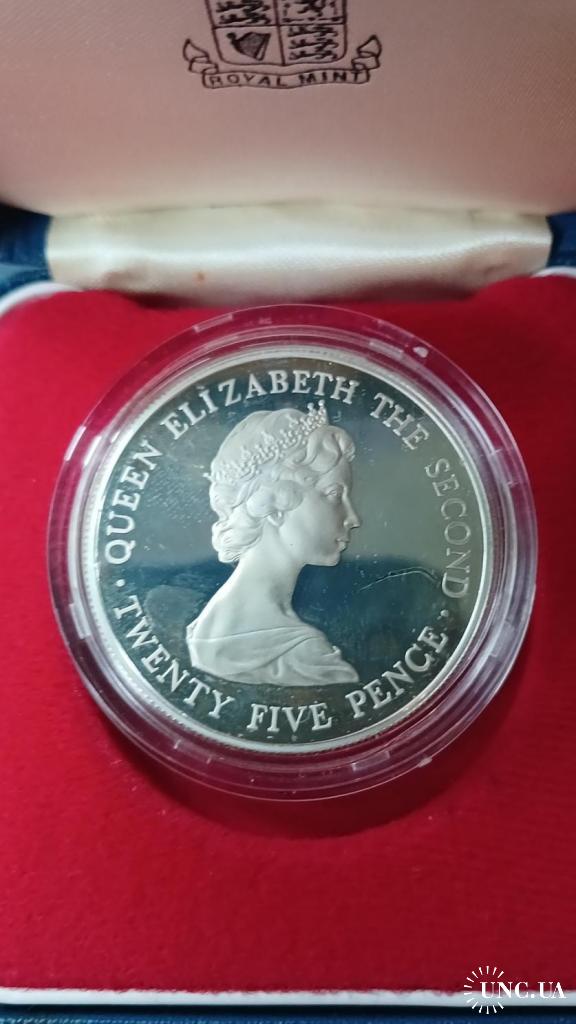 ROYAL MINT
· QUEEN ELIZABETH THE SECOND ·
TWENTY FIVE PENCE
UNC.UA